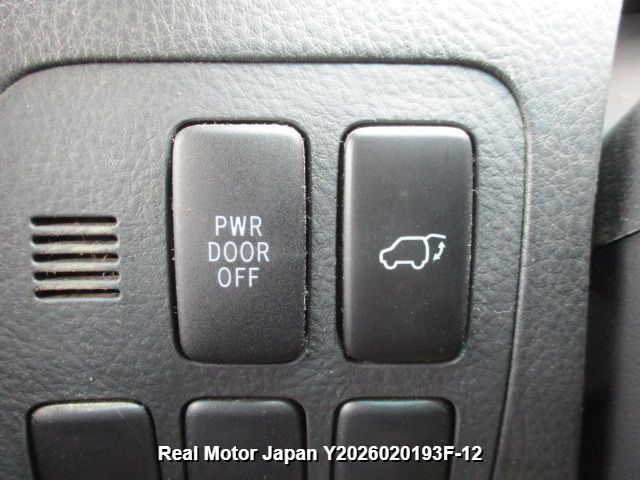 PWR
DOOR
OFF
Real Motor Japan Y2026020193F-12